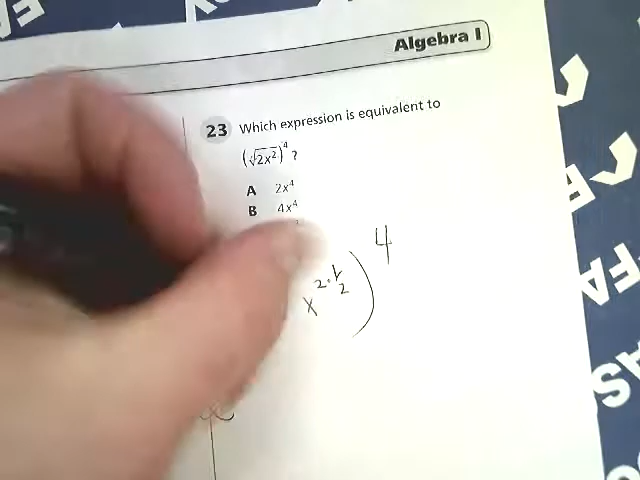 Algebra I
23 Which expression is equivalent to
(√2x²)⁴ ?
A 2x⁴
B 4x⁴
x^{2·1/2})⁴